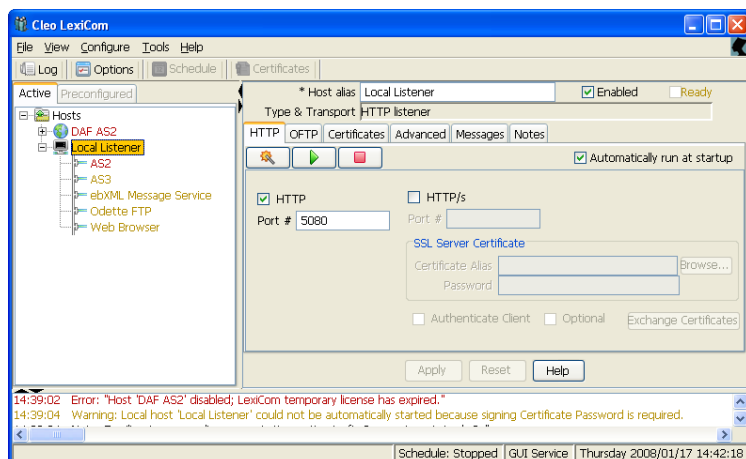 Cleo LexiCom
File View Configure Tools Help
Log Options Schedule Certificates
Active Preconfigured
Hosts
DAF AS2
Local Listener
AS2
AS3
ebXML Message Service
Odette FTP
Web Browser
* Host alias Local Listener Enabled Ready
Type & Transport HTTP listener
HTTP OFTP Certificates Advanced Messages Notes
Automatically run at startup
HTTP HTTP/s
Port # 5080 Port #
SSL Server Certificate
Certificate Alias Browse...
Password
Authenticate Client Optional Exchange Certificates
Apply Reset Help
14:39:02 Error: "Host 'DAF AS2' disabled; LexiCom temporary license has expired."
14:39:04 Warning: Local host 'Local Listener' could not be automatically started because signing Certificate Password is required.
Schedule: Stopped GUI Service Thursday 2008/01/17 14:42:18